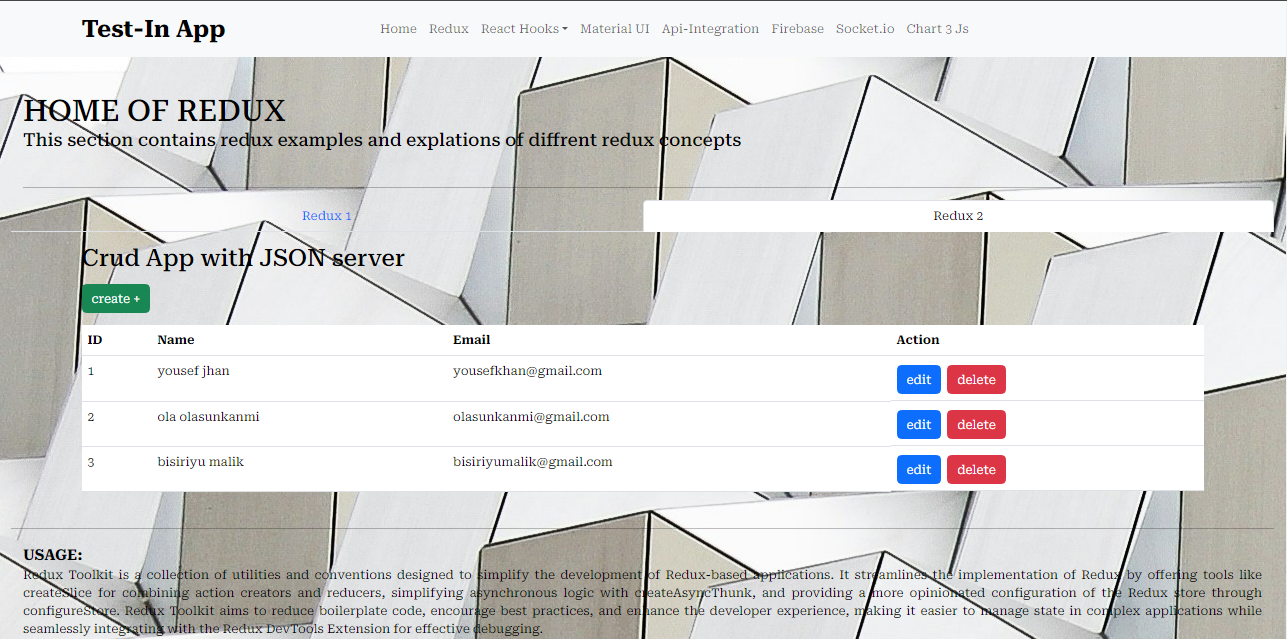 Test-In App
Home Redux React Hooks Material UI Api-Integration Firebase Socket.io Chart 3 Js
HOME OF REDUX
This section contains redux examples and explations of diffrent redux concepts
Redux 1 Redux 2
Crud App with JSON server
create +
ID Name Email Action
1 yousef jhan yousefkhan@gmail.com edit delete
2 ola olasunkanmi olasunkanmi@gmail.com edit delete
3 bisiriyu malik bisiriyumalik@gmail.com edit delete
USAGE:
Redux Toolkit is a collection of utilities and conventions designed to simplify the development of Redux-based applications. It streamlines the implementation of Redux by offering tools like
createSlice for combining action creators and reducers, simplifying asynchronous logic with createAsyncThunk, and providing a more opinionated configuration of the Redux store through
configureStore. Redux Toolkit aims to reduce boilerplate code, encourage best practices, and enhance the developer experience, making it easier to manage state in complex applications while
seamlessly integrating with the Redux DevTools Extension for effective debugging.